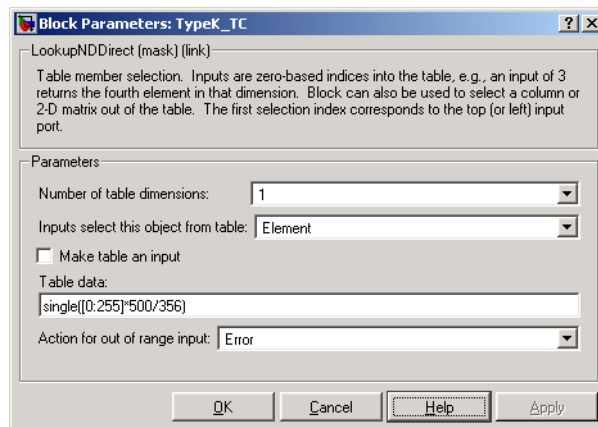 Block Parameters: TypeK_TC
LookupNDDirect (mask) (link)
Table member selection. Inputs are zero-based indices into the table, e.g., an input of 3
returns the fourth element in that dimension. Block can also be used to select a column or
2-D matrix out of the table. The first selection index corresponds to the top (or left) input
port.
Parameters
Number of table dimensions: 1
Inputs select this object from table: Element
Make table an input
Table data:
single([0:255]*500/356)
Action for out of range input: Error
OK Cancel Help Apply